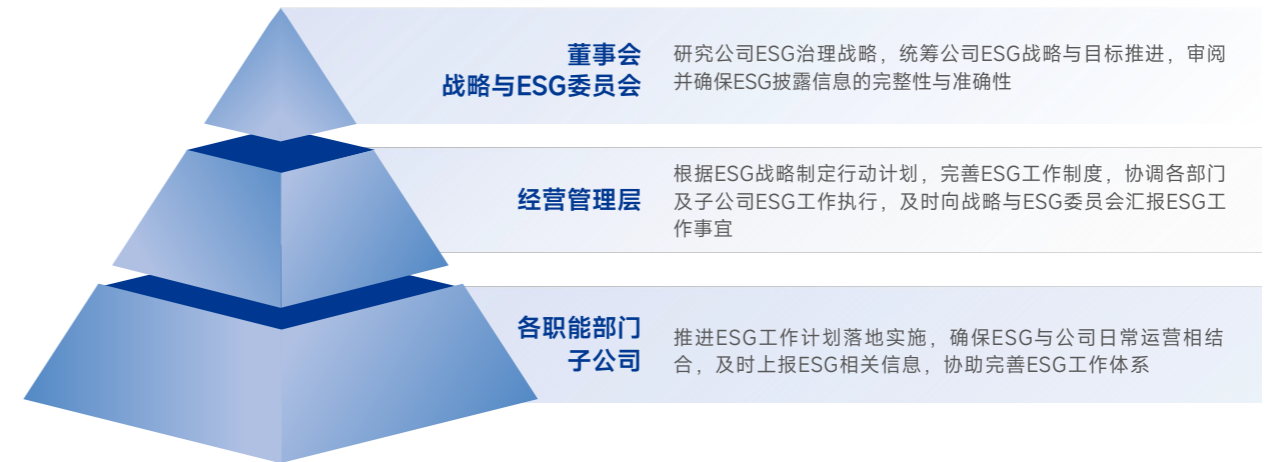 董事会
战略与ESG委员会
研究公司ESG治理战略，统筹公司ESG战略与目标推进，审阅
并确保ESG披露信息的完整性与准确性
经营管理层
根据ESG战略制定行动计划，完善ESG工作制度，协调各部门
及子公司ESG工作执行，及时向战略与ESG委员会汇报ESG工
作事宜
各职能部门
子公司
推进ESG工作计划落地实施，确保ESG与公司日常运营相结
合，及时上报ESG相关信息，协助完善ESG工作体系